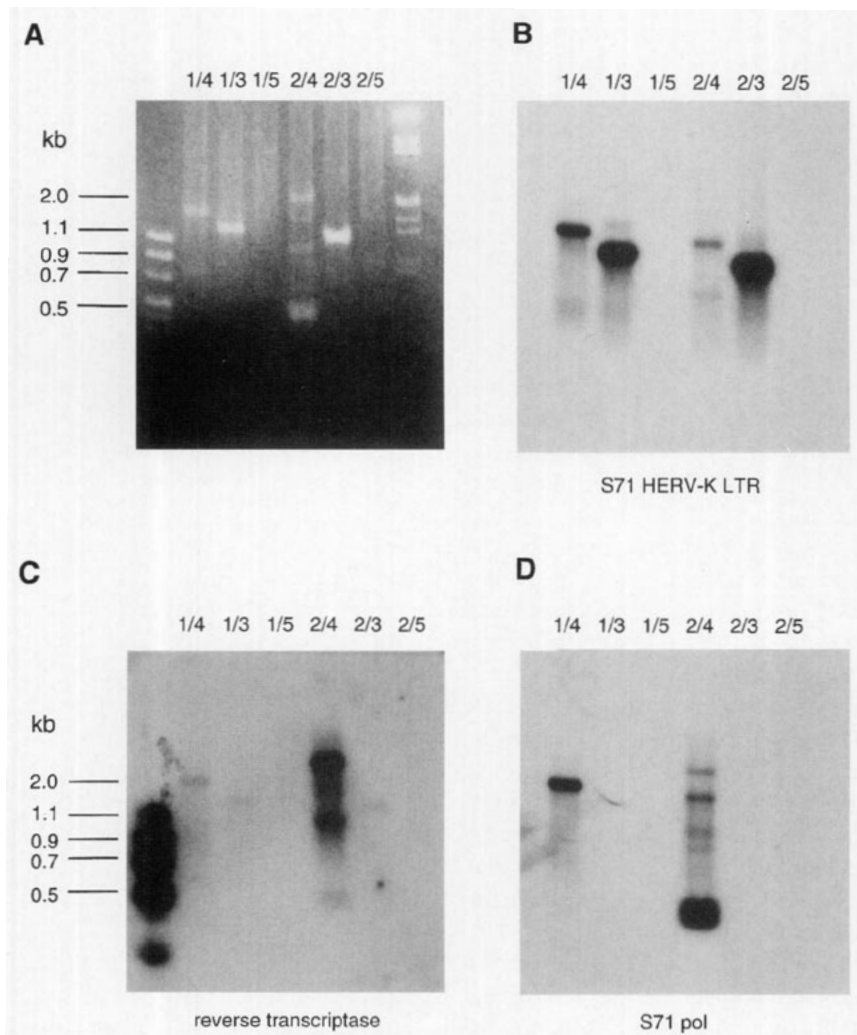 A
1/4 1/3 1/5 2/4 2/3 2/5
kb
2.0
1.1
0.9
0.7
0.5
B
1/4 1/3 1/5 2/4 2/3 2/5
S71 HERV-K LTR
C
1/4 1/3 1/5 2/4 2/3 2/5
kb
2.0
1.1
0.9
0.7
0.5
reverse transcriptase
D
1/4 1/3 1/5 2/4 2/3 2/5
S71 pol